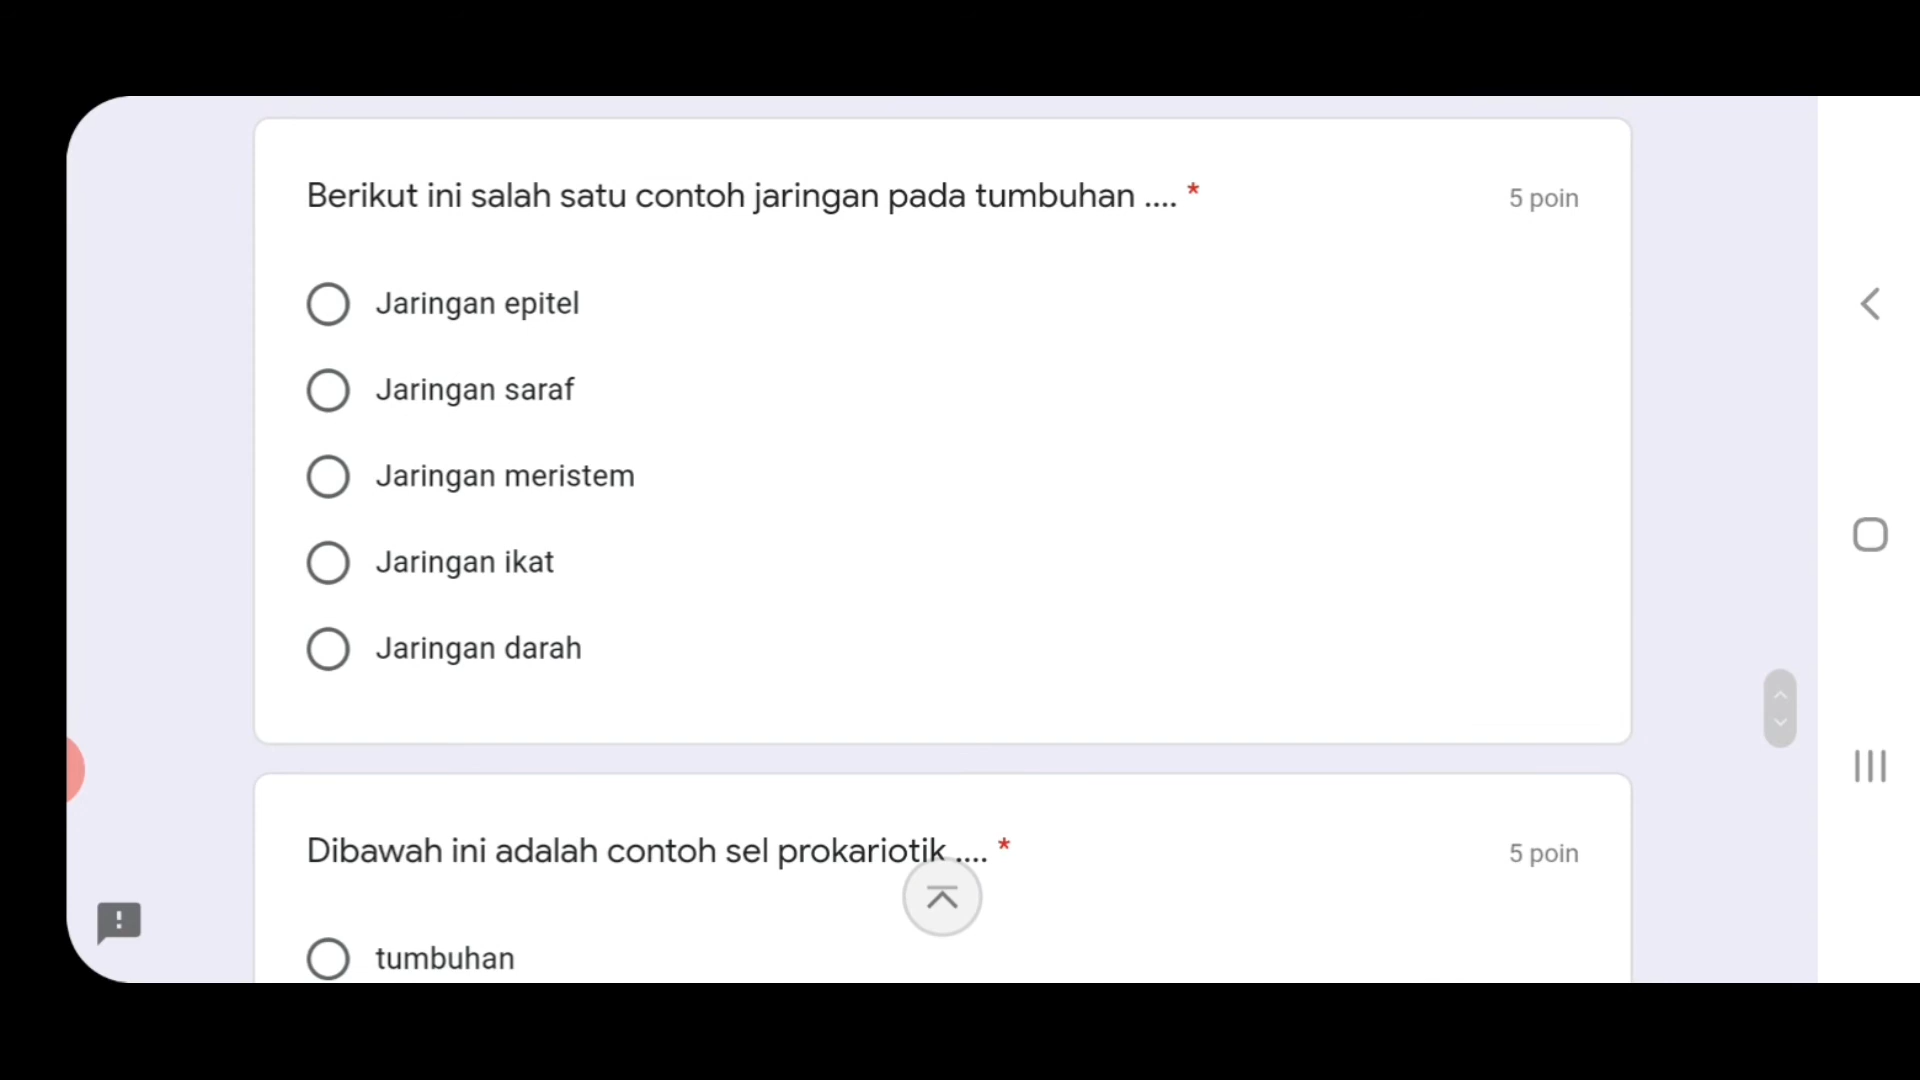 Berikut ini salah satu contoh jaringan pada tumbuhan .... *
5 poin
Jaringan epitel
Jaringan saraf
Jaringan meristem
Jaringan ikat
Jaringan darah
Dibawah ini adalah contoh sel prokariotik .... *
5 poin
tumbuhan